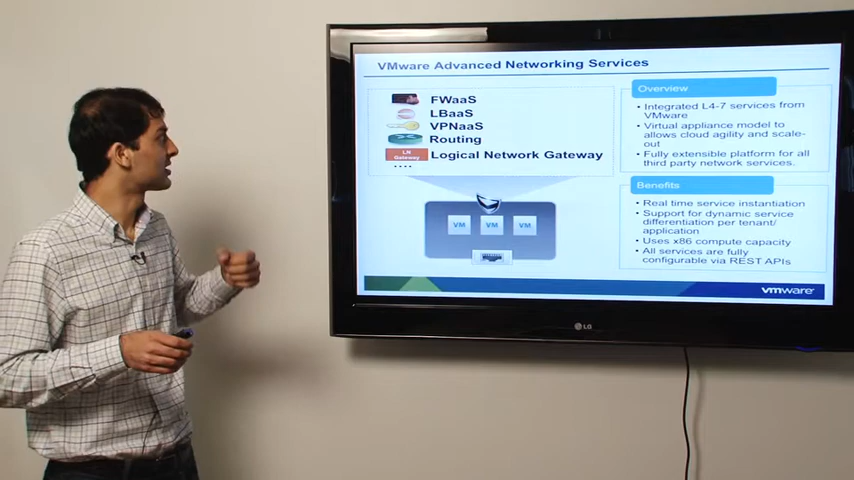 VMware Advanced Networking Services
FWaaS
LBaaS
VPNaaS
Routing
LN
Gateway
Logical Network Gateway
....
VM
VM
VM
Overview
• Integrated L4-7 services from
VMware
• Virtual appliance model to
allows cloud agility and scale-
out
• Fully extensible platform for all
third party network services.
Benefits
• Real time service instantiation
• Support for dynamic service
differentiation per tenant/
application
• Uses x86 compute capacity
• All services are fully
configurable via REST APIs
vmware
LG